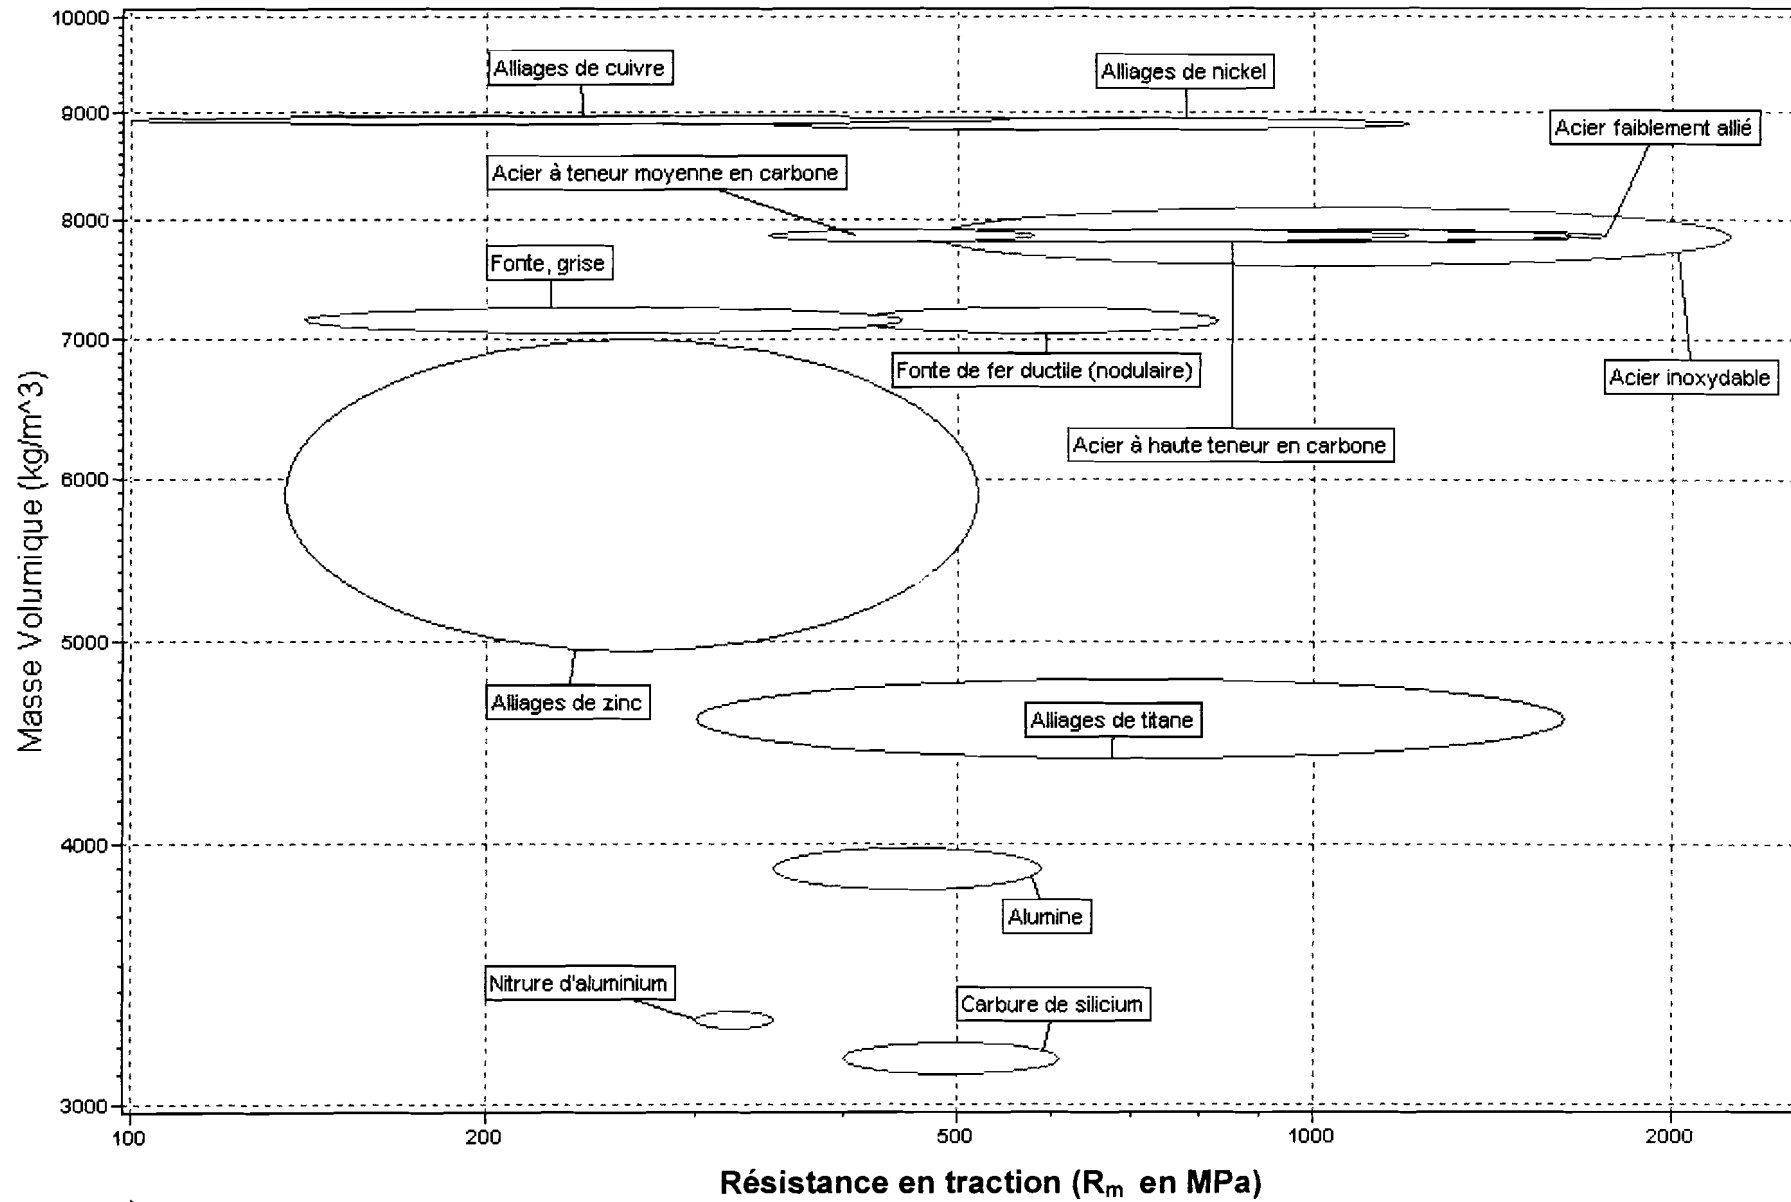 10000
9000
8000
7000
6000
5000
4000
3000
Masse Volumique (kg/m^3)
Alliages de cuivre
Alliages de nickel
Acier faiblement allié
Acier à teneur moyenne en carbone
Fonte, grise
Fonte de fer ductile (nodulaire)
Acier inoxydable
Acier à haute teneur en carbone
Alliages de zinc
Alliages de titane
Alumine
Nitrure d'aluminium
Carbure de silicium
100 200 500 1000 2000
Résistance en traction (Rm en MPa)